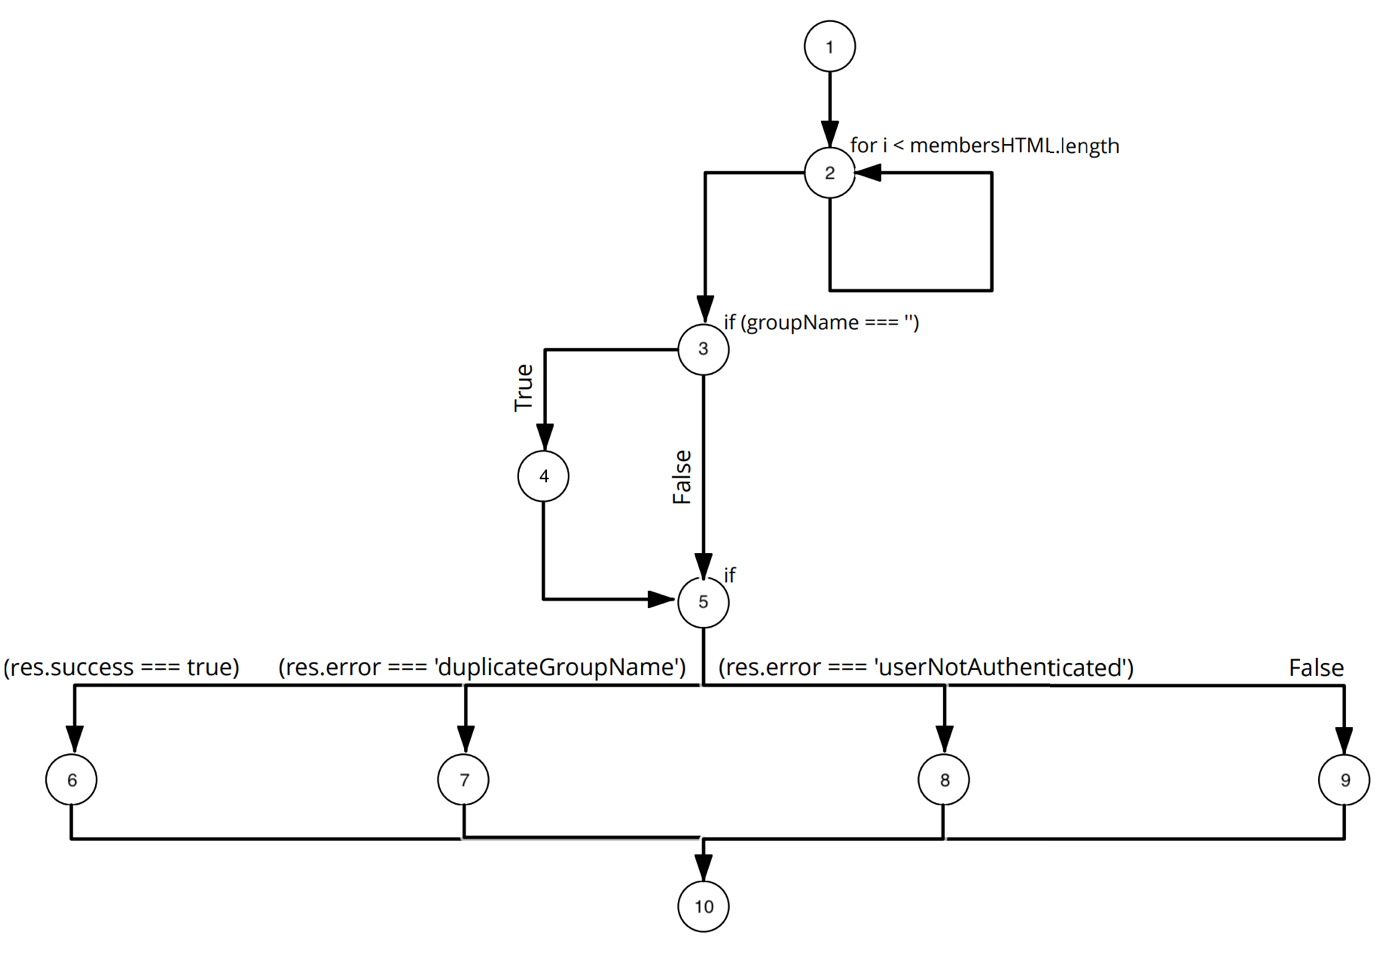 1
for i < membersHTML.length
2
if (groupName === '')
3
True
4
False
if
5
(res.success === true)
(res.error === 'duplicateGroupName')
(res.error === 'userNotAuthenticated')
False
6
7
8
9
10